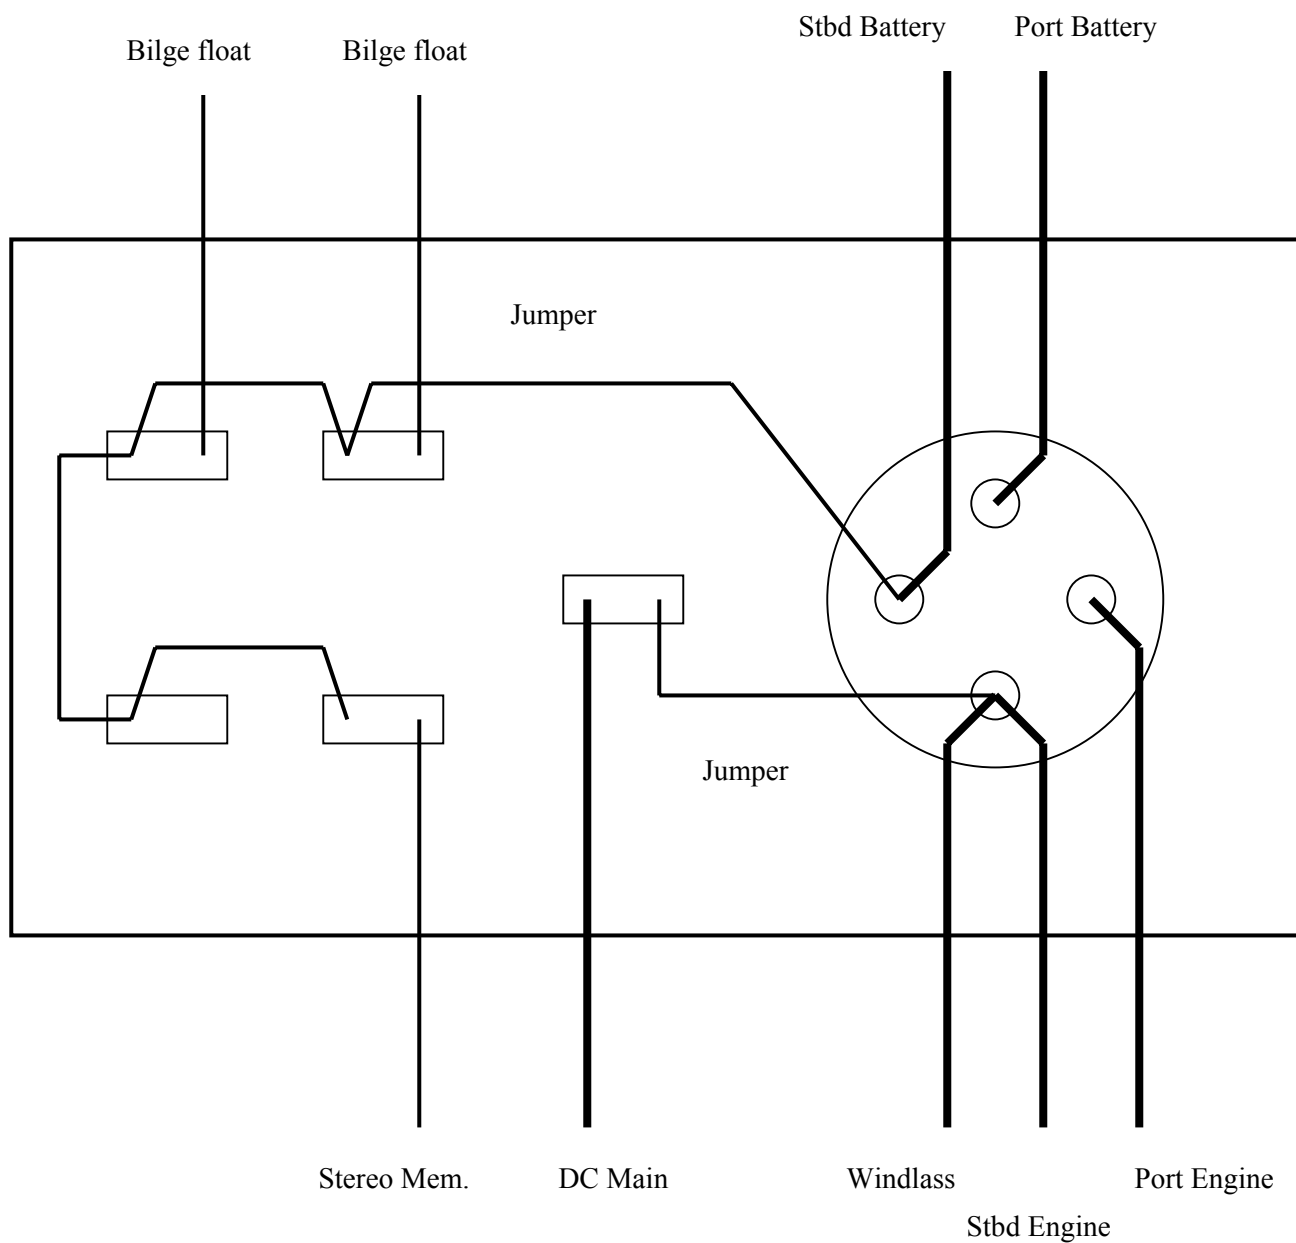 Stbd Battery
Port Battery
Bilge float
Bilge float
Jumper
Jumper
Stereo Mem.
DC Main
Windlass
Port Engine
Stbd Engine